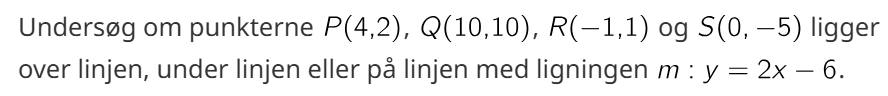 Undersøg om punkterne P(4,2), Q(10,10), R(−1,1) og S(0, −5) ligger
over linjen, under linjen eller på linjen med ligningen m : y = 2x − 6.